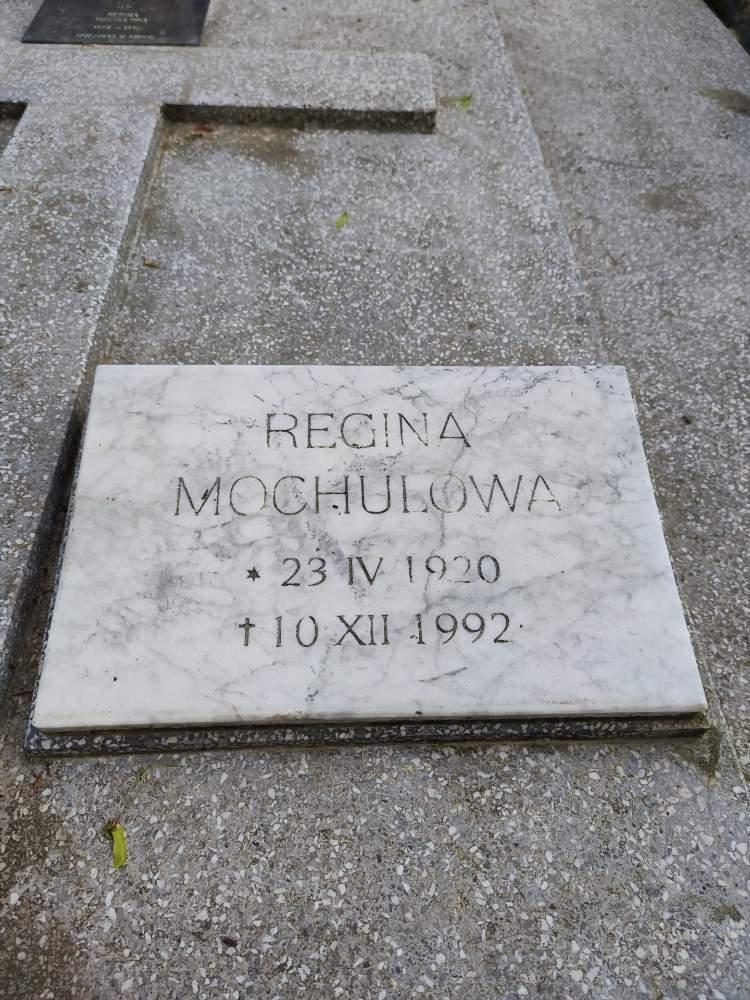 REGINA
MOCHULOWA
* 23 IV 1920
† 10 XII 1992